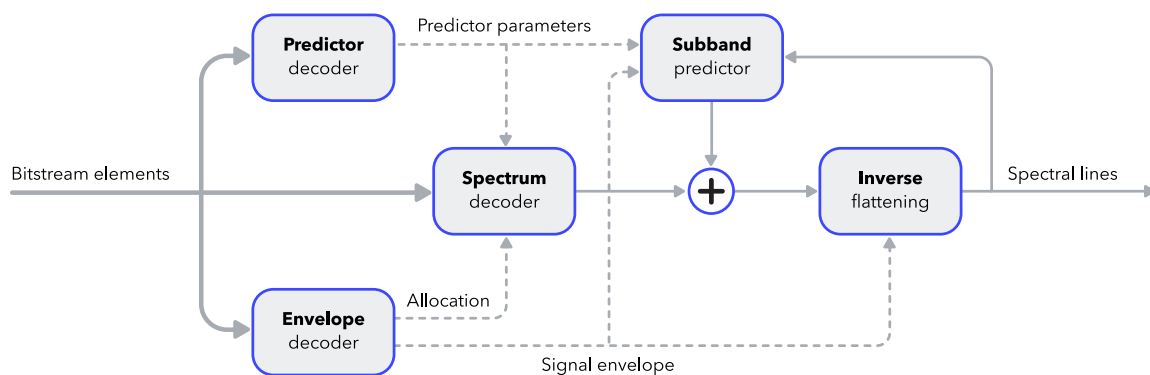 Predictor parameters
Predictor
decoder
Subband
predictor
Bitstream elements
Spectrum
decoder
+
Inverse
flattening
Spectral lines
Allocation
Envelope
decoder
Signal envelope